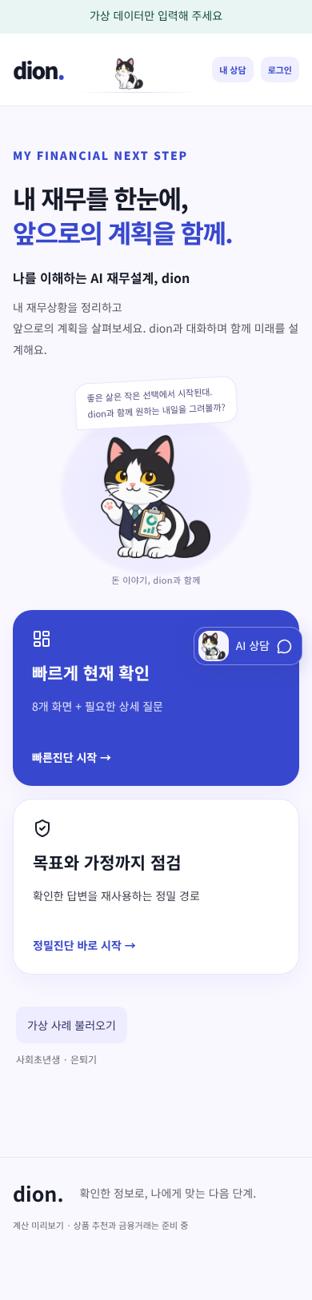 가상 데이터만 입력해 주세요
dion.
내 상담
로그인
MY FINANCIAL NEXT STEP
내 재무를 한눈에,
앞으로의 계획을 함께.
나를 이해하는 AI 재무설계, dion
내 재무상황을 정리하고
앞으로의 계획을 살펴보세요. dion과 대화하며 함께 미래를 설
계해요.
좋은 삶은 작은 선택에서 시작된대.
dion과 함께 원하는 내일을 그려볼까?
돈 이야기, dion과 함께
AI 상담
빠르게 현재 확인
8개 화면 + 필요한 상세 질문
빠른진단 시작 →
목표와 가정까지 점검
확인한 답변을 재사용하는 정밀 경로
정밀진단 바로 시작 →
가상 사례 불러오기
사회초년생 · 은퇴기
dion.
확인한 정보로, 나에게 맞는 다음 단계.
계산 미리보기 · 상품 추천과 금융거래는 준비 중